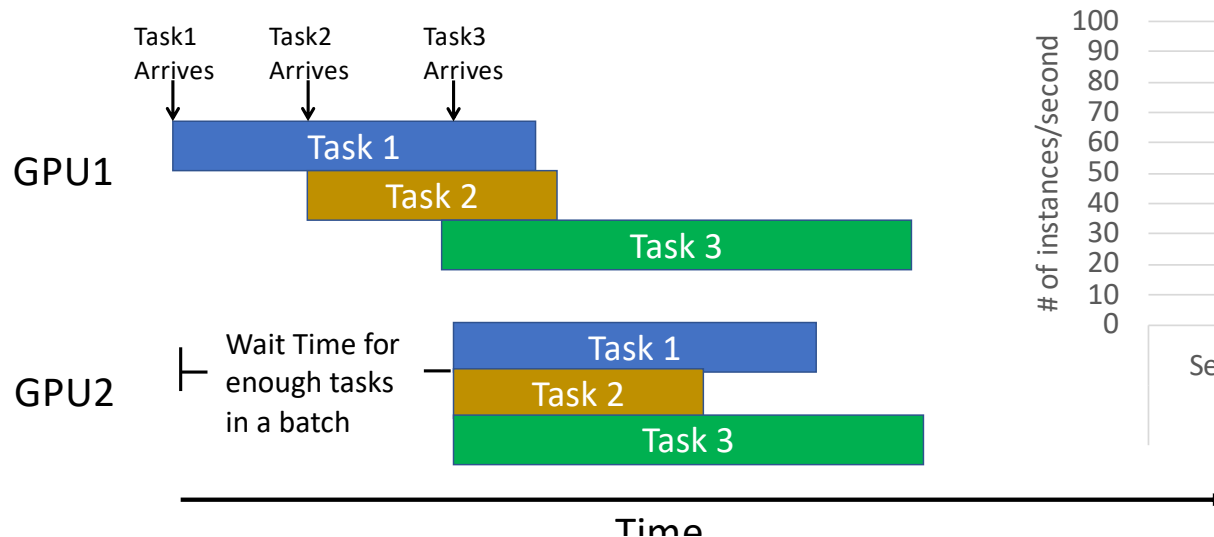 Task1
Arrives
Task2
Arrives
Task3
Arrives
GPU1
Task 1
Task 2
Task 3
GPU2
Wait Time for
enough tasks
in a batch
Task 1
Task 2
Task 3
Time
# of instances/second
100
90
80
70
60
50
40
30
20
10
0
Se